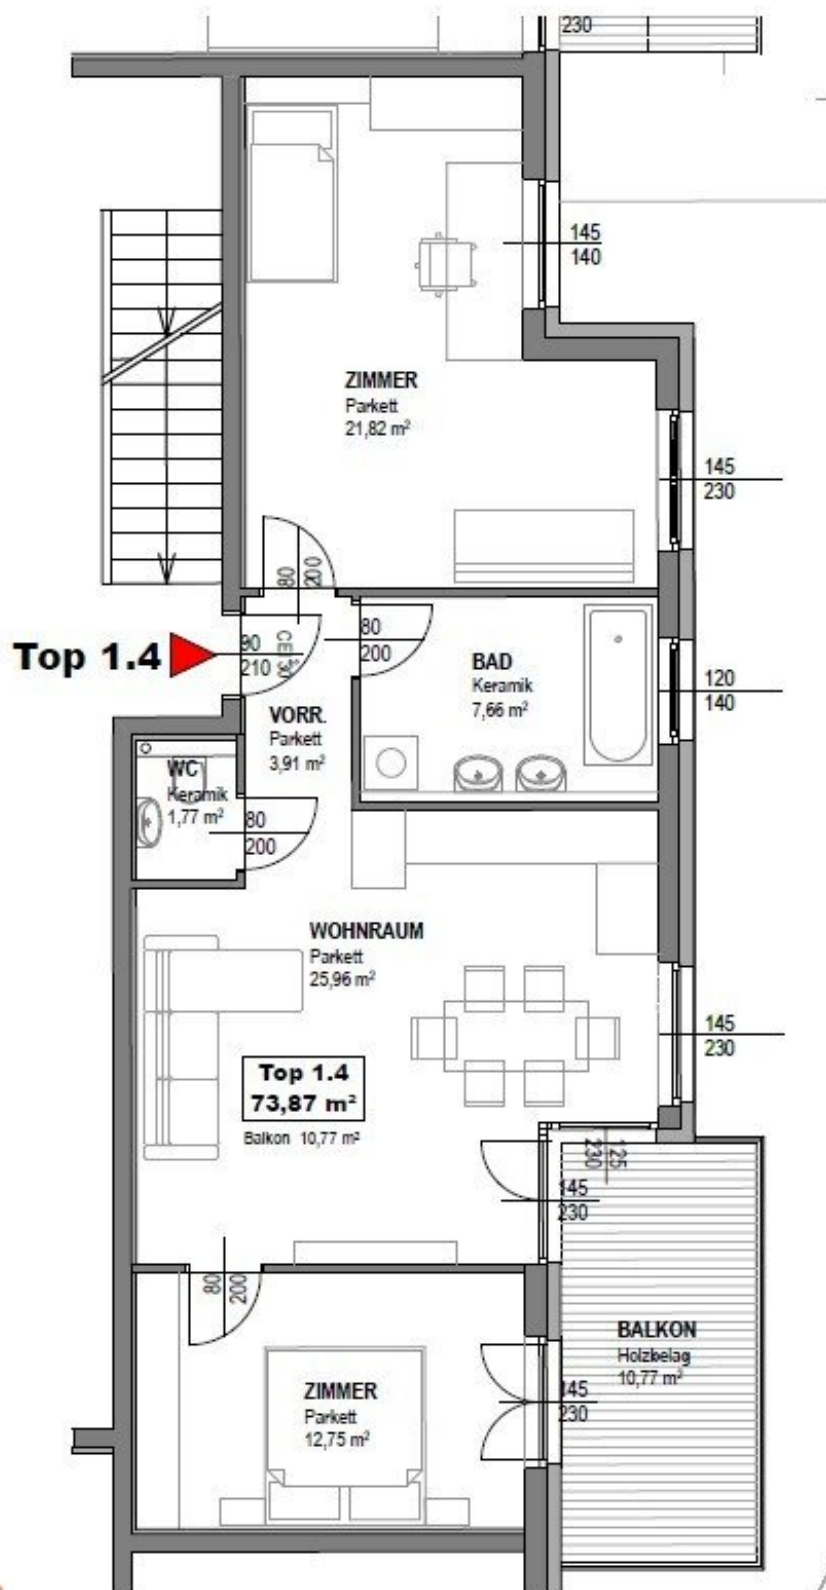 230
145
140
ZIMMER
Parkett
21,82 m²
145
230
80
200
Top 1.4
90
210
80
200
BAD
Keramik
7,66 m²
120
140
VORR.
Parkett
3,91 m²
WC
Keramik
1,77 m²
80
200
WOHNRAUM
Parkett
25,96 m²
145
230
Top 1.4
73,87 m²
Balkon 10,77 m²
125
230
145
230
80
200
BALKON
Holzbelag
10,77 m²
ZIMMER
Parkett
12,75 m²
145
230